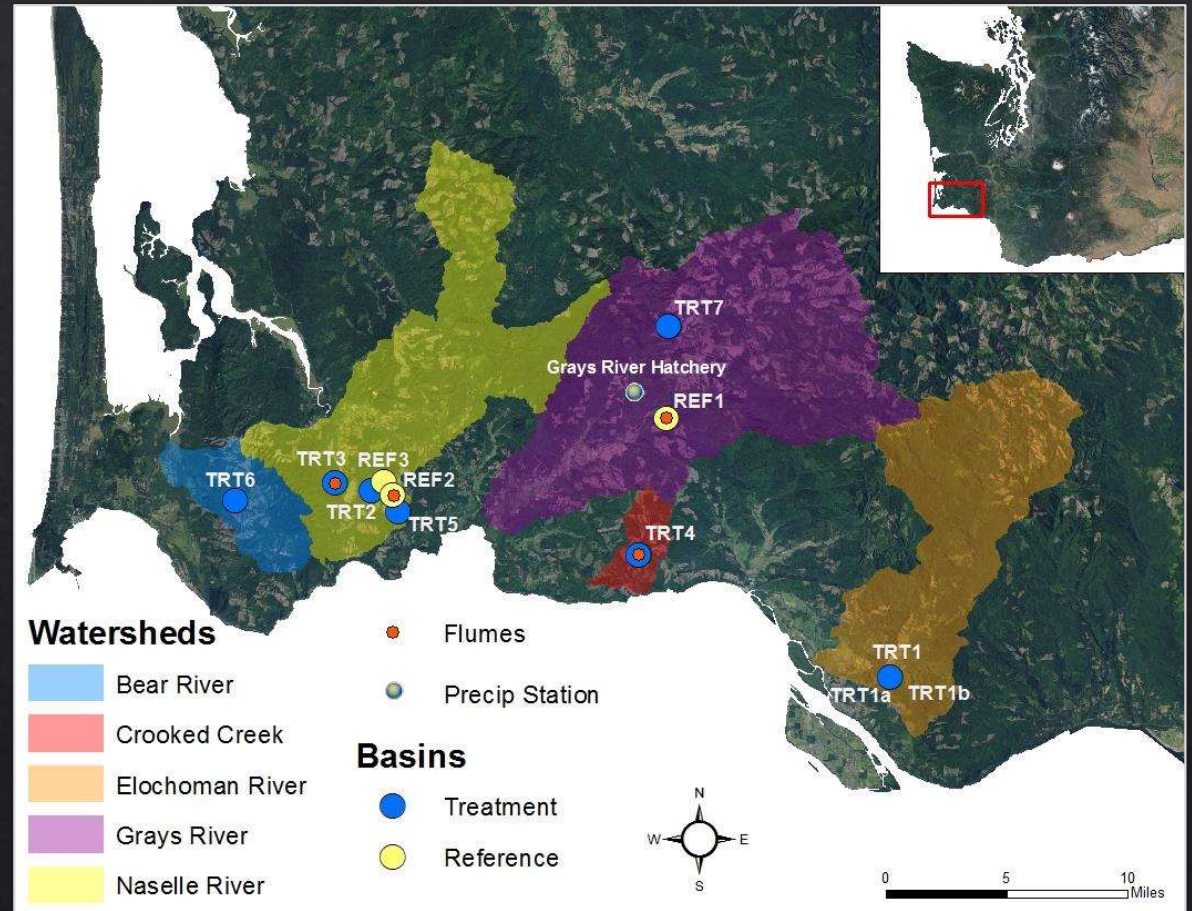 TRT7
Grays River Hatchery
REF1
TRT3 REF3
REF2
TRT6
TRT2
TRT5
TRT4
TRT1
TRT1a TRT1b
Watersheds
Bear River
Crooked Creek
Elochoman River
Grays River
Naselle River
Flumes
Precip Station
Basins
Treatment
Reference
N
W E
S
0 5 10
Miles